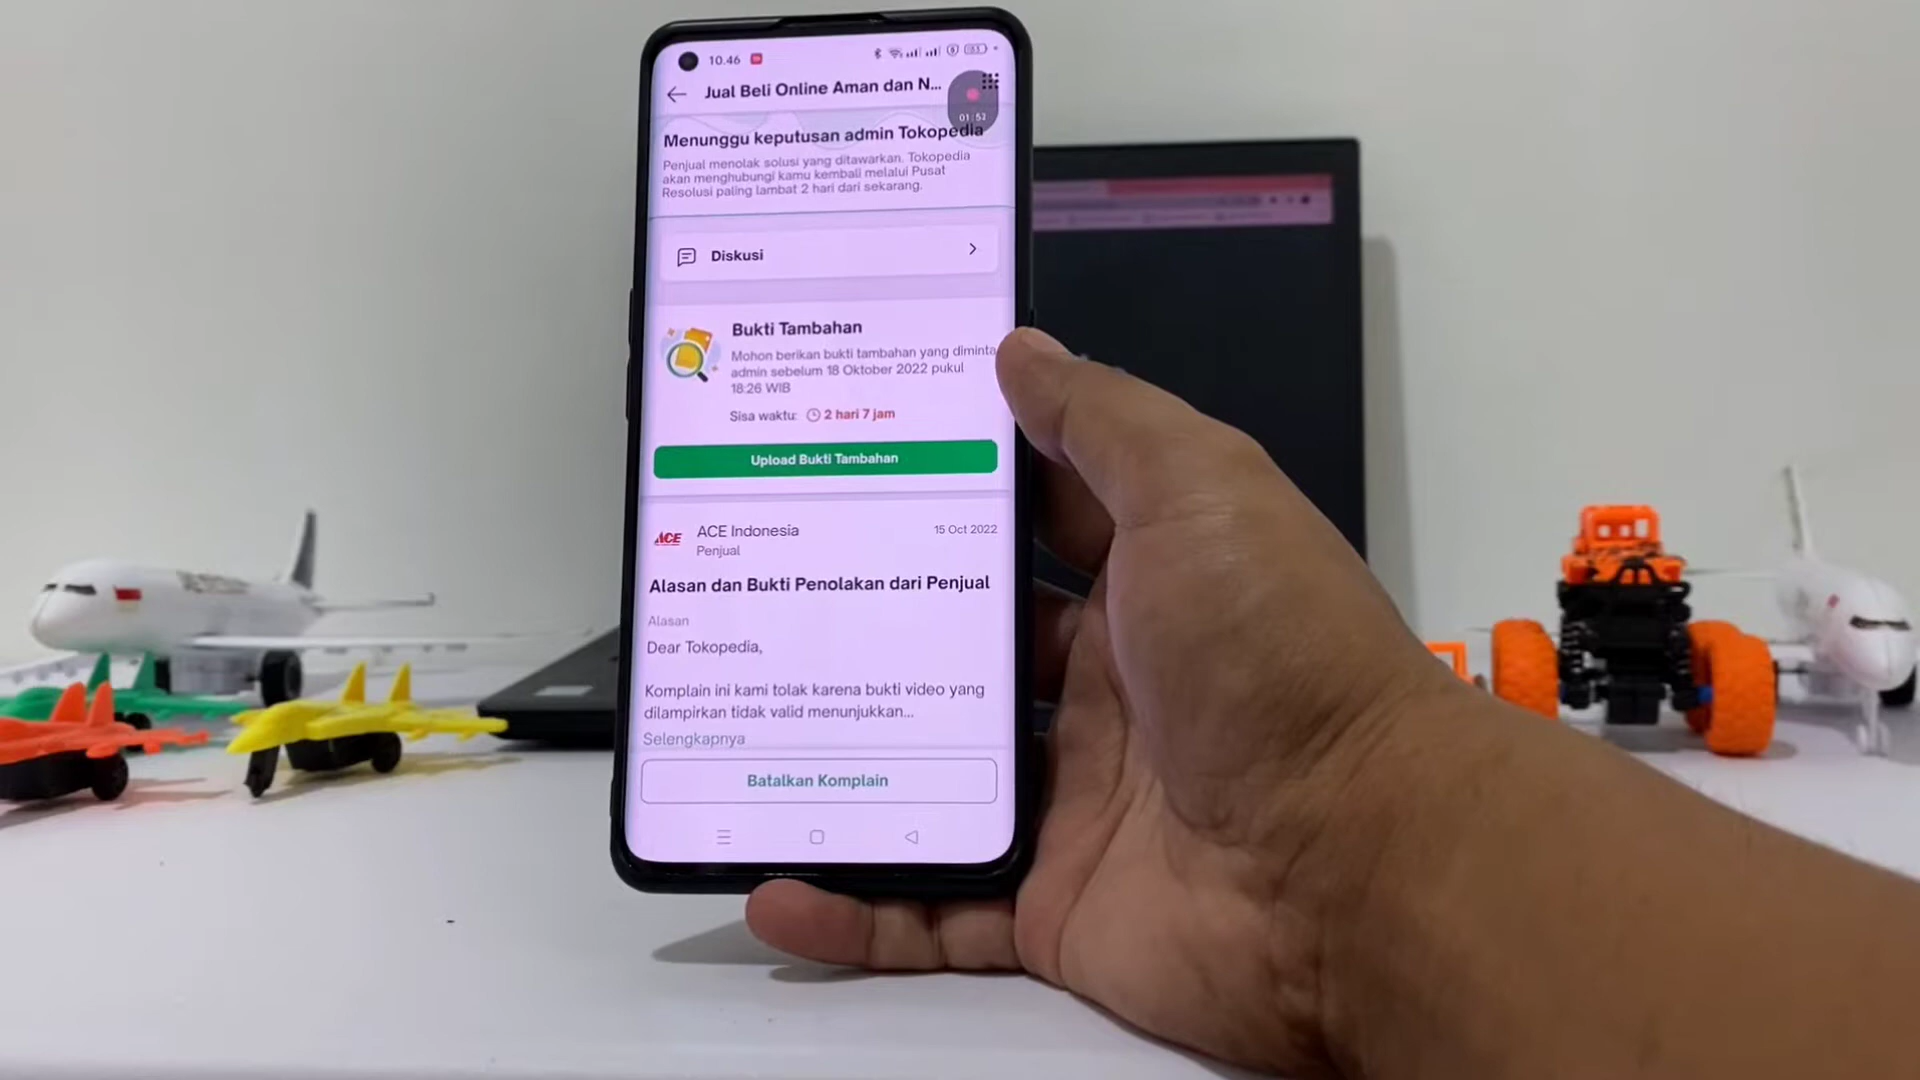 10.46
Jual Beli Online Aman dan N...
01:52
Menunggu keputusan admin Tokopedia
Penjual menolak solusi yang ditawarkan. Tokopedia
akan menghubungi kamu kembali melalui Pusat
Resolusi paling lambat 2 hari dari sekarang.
Diskusi
Bukti Tambahan
Mohon berikan bukti tambahan yang diminta
admin sebelum 18 Oktober 2022 pukul
18:26 WIB
Sisa waktu: 2 hari 7 jam
Upload Bukti Tambahan
ACE
ACE Indonesia
15 Oct 2022
Penjual
Alasan dan Bukti Penolakan dari Penjual
Alasan
Dear Tokopedia,
Komplain ini kami tolak karena bukti video yang
dilampirkan tidak valid menunjukkan...
Selengkapnya
Batalkan Komplain